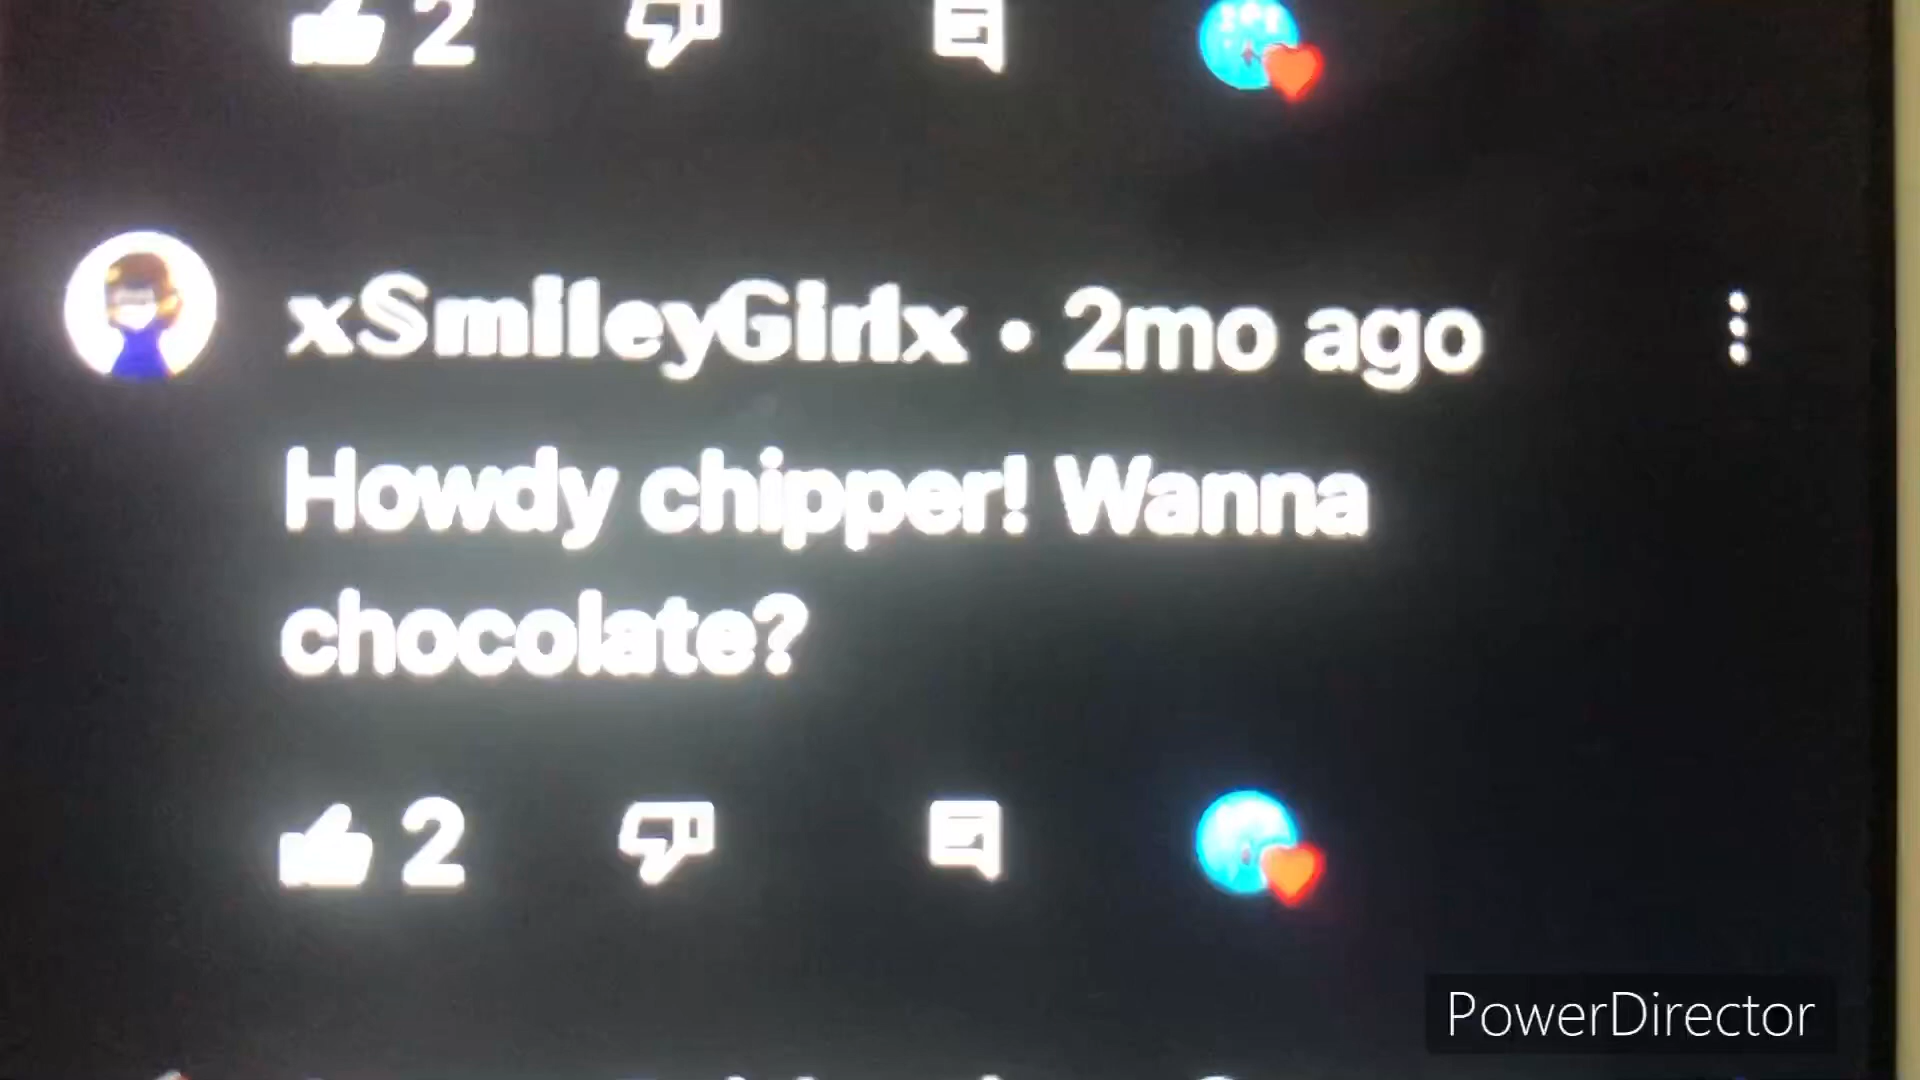 2
xSmileyGirlx • 2mo ago
Howdy chipper! Wanna
chocolate?
2
PowerDirector